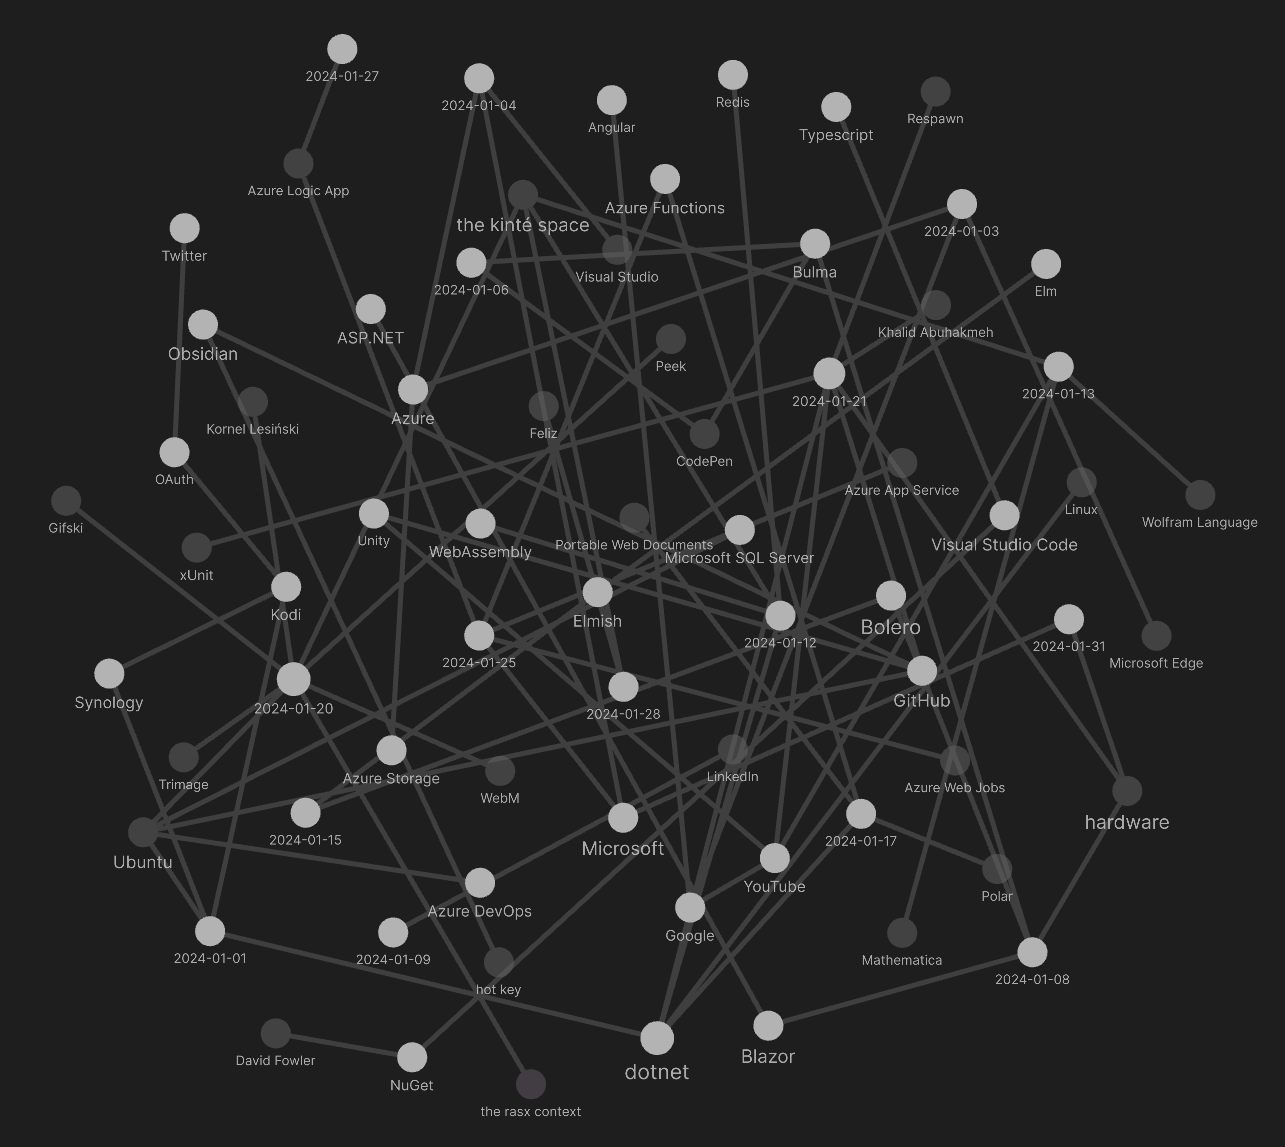 2024-01-27
2024-01-04
Redis
Angular
Typescript
Respawn
Azure Logic App
the kinté space
Azure Functions
2024-01-03
Twitter
2024-01-06
Visual Studio
Bulma
Elm
Obsidian
ASP.NET
Khalid Abuhakmeh
Peek
2024-01-21
2024-01-13
Azure
Kornel Lesiński
Feliz
CodePen
OAuth
Azure App Service
Linux
Wolfram Language
Gifski
Unity
WebAssembly
Portable Web Documents
Microsoft SQL Server
Visual Studio Code
xUnit
Kodi
Elmish
2024-01-12
Bolero
2024-01-31
2024-01-25
Microsoft Edge
Synology
2024-01-20
2024-01-28
GitHub
Trimage
Azure Storage
WebM
LinkedIn
Azure Web Jobs
hardware
2024-01-15
Microsoft
2024-01-17
Ubuntu
YouTube
Polar
Azure DevOps
Google
2024-01-01
2024-01-09
Mathematica
2024-01-08
hot key
David Fowler
NuGet
dotnet
Blazor
the rasx context